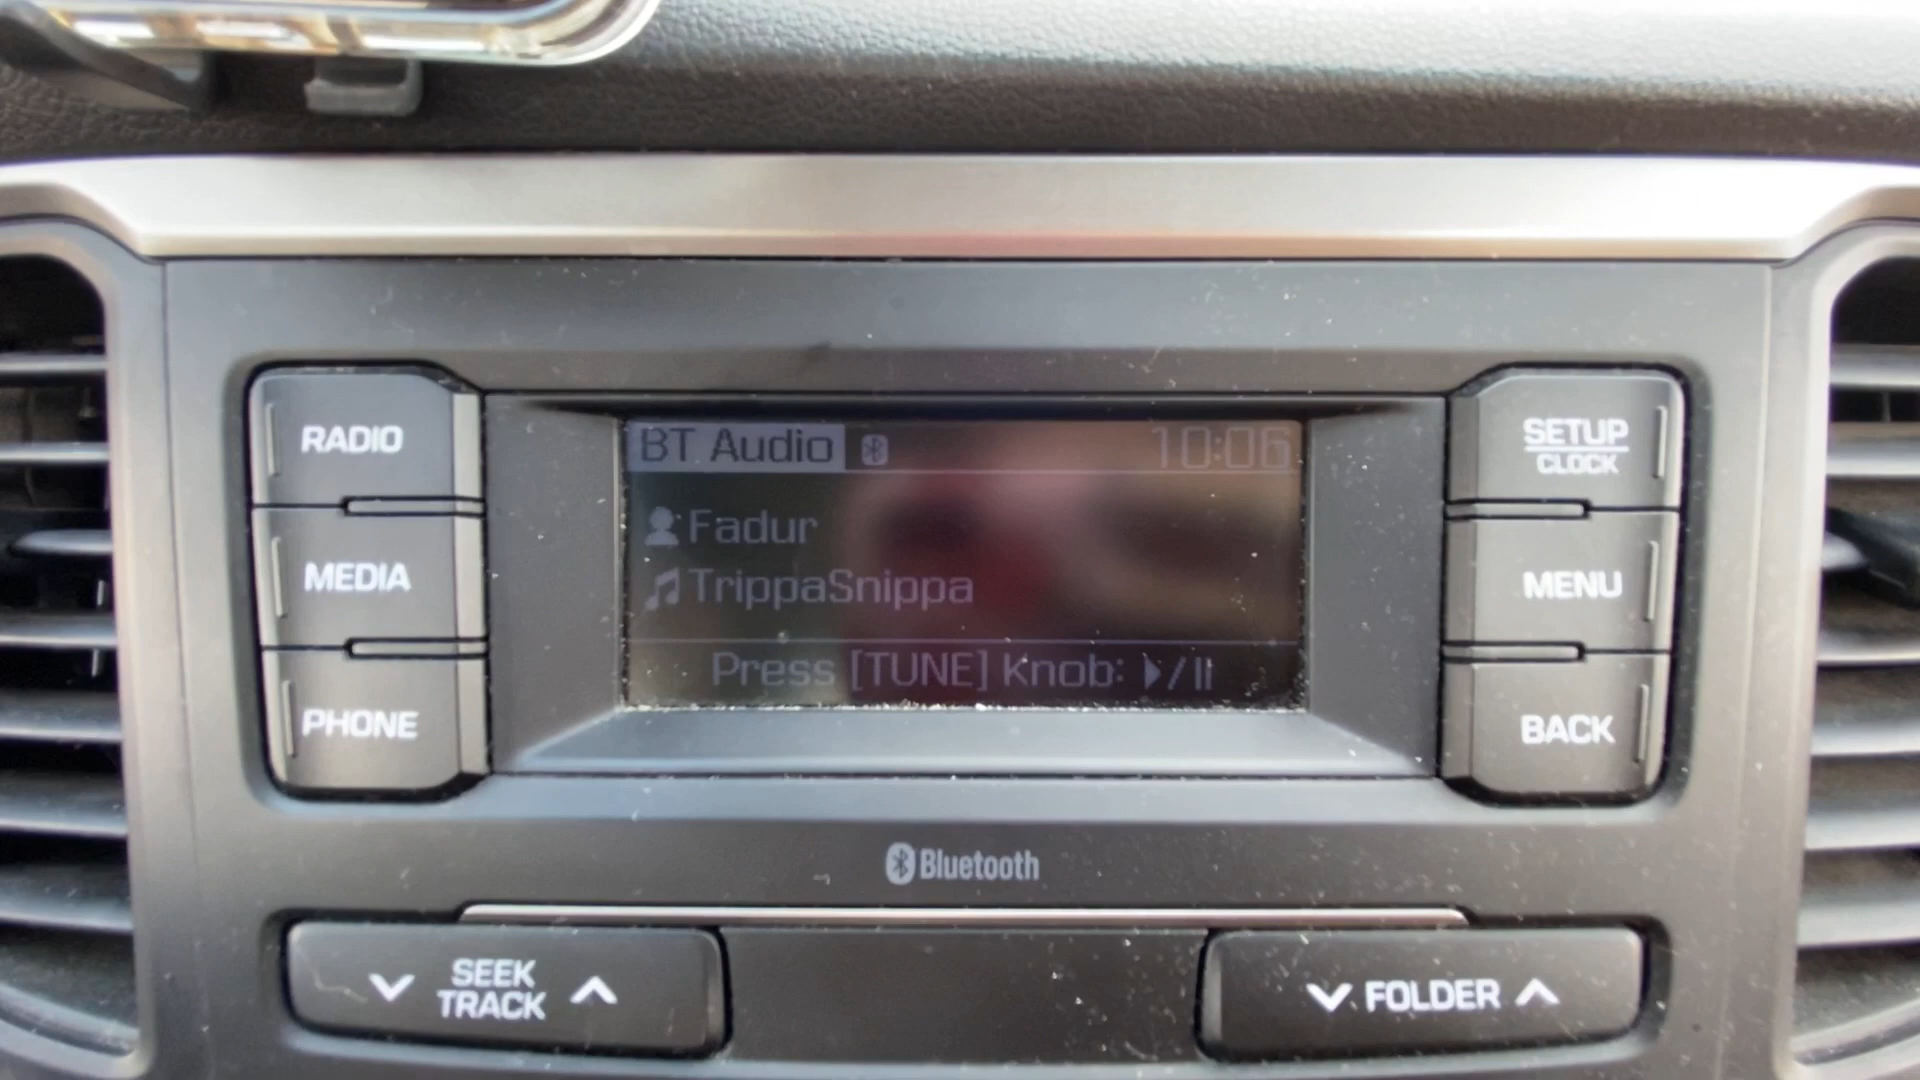 RADIO
MEDIA
PHONE
BT Audio 10:06
Fadur
TrippaSnippa
Press [TUNE] Knob:
SETUP
CLOCK
MENU
BACK
Bluetooth
SEEK
TRACK
FOLDER